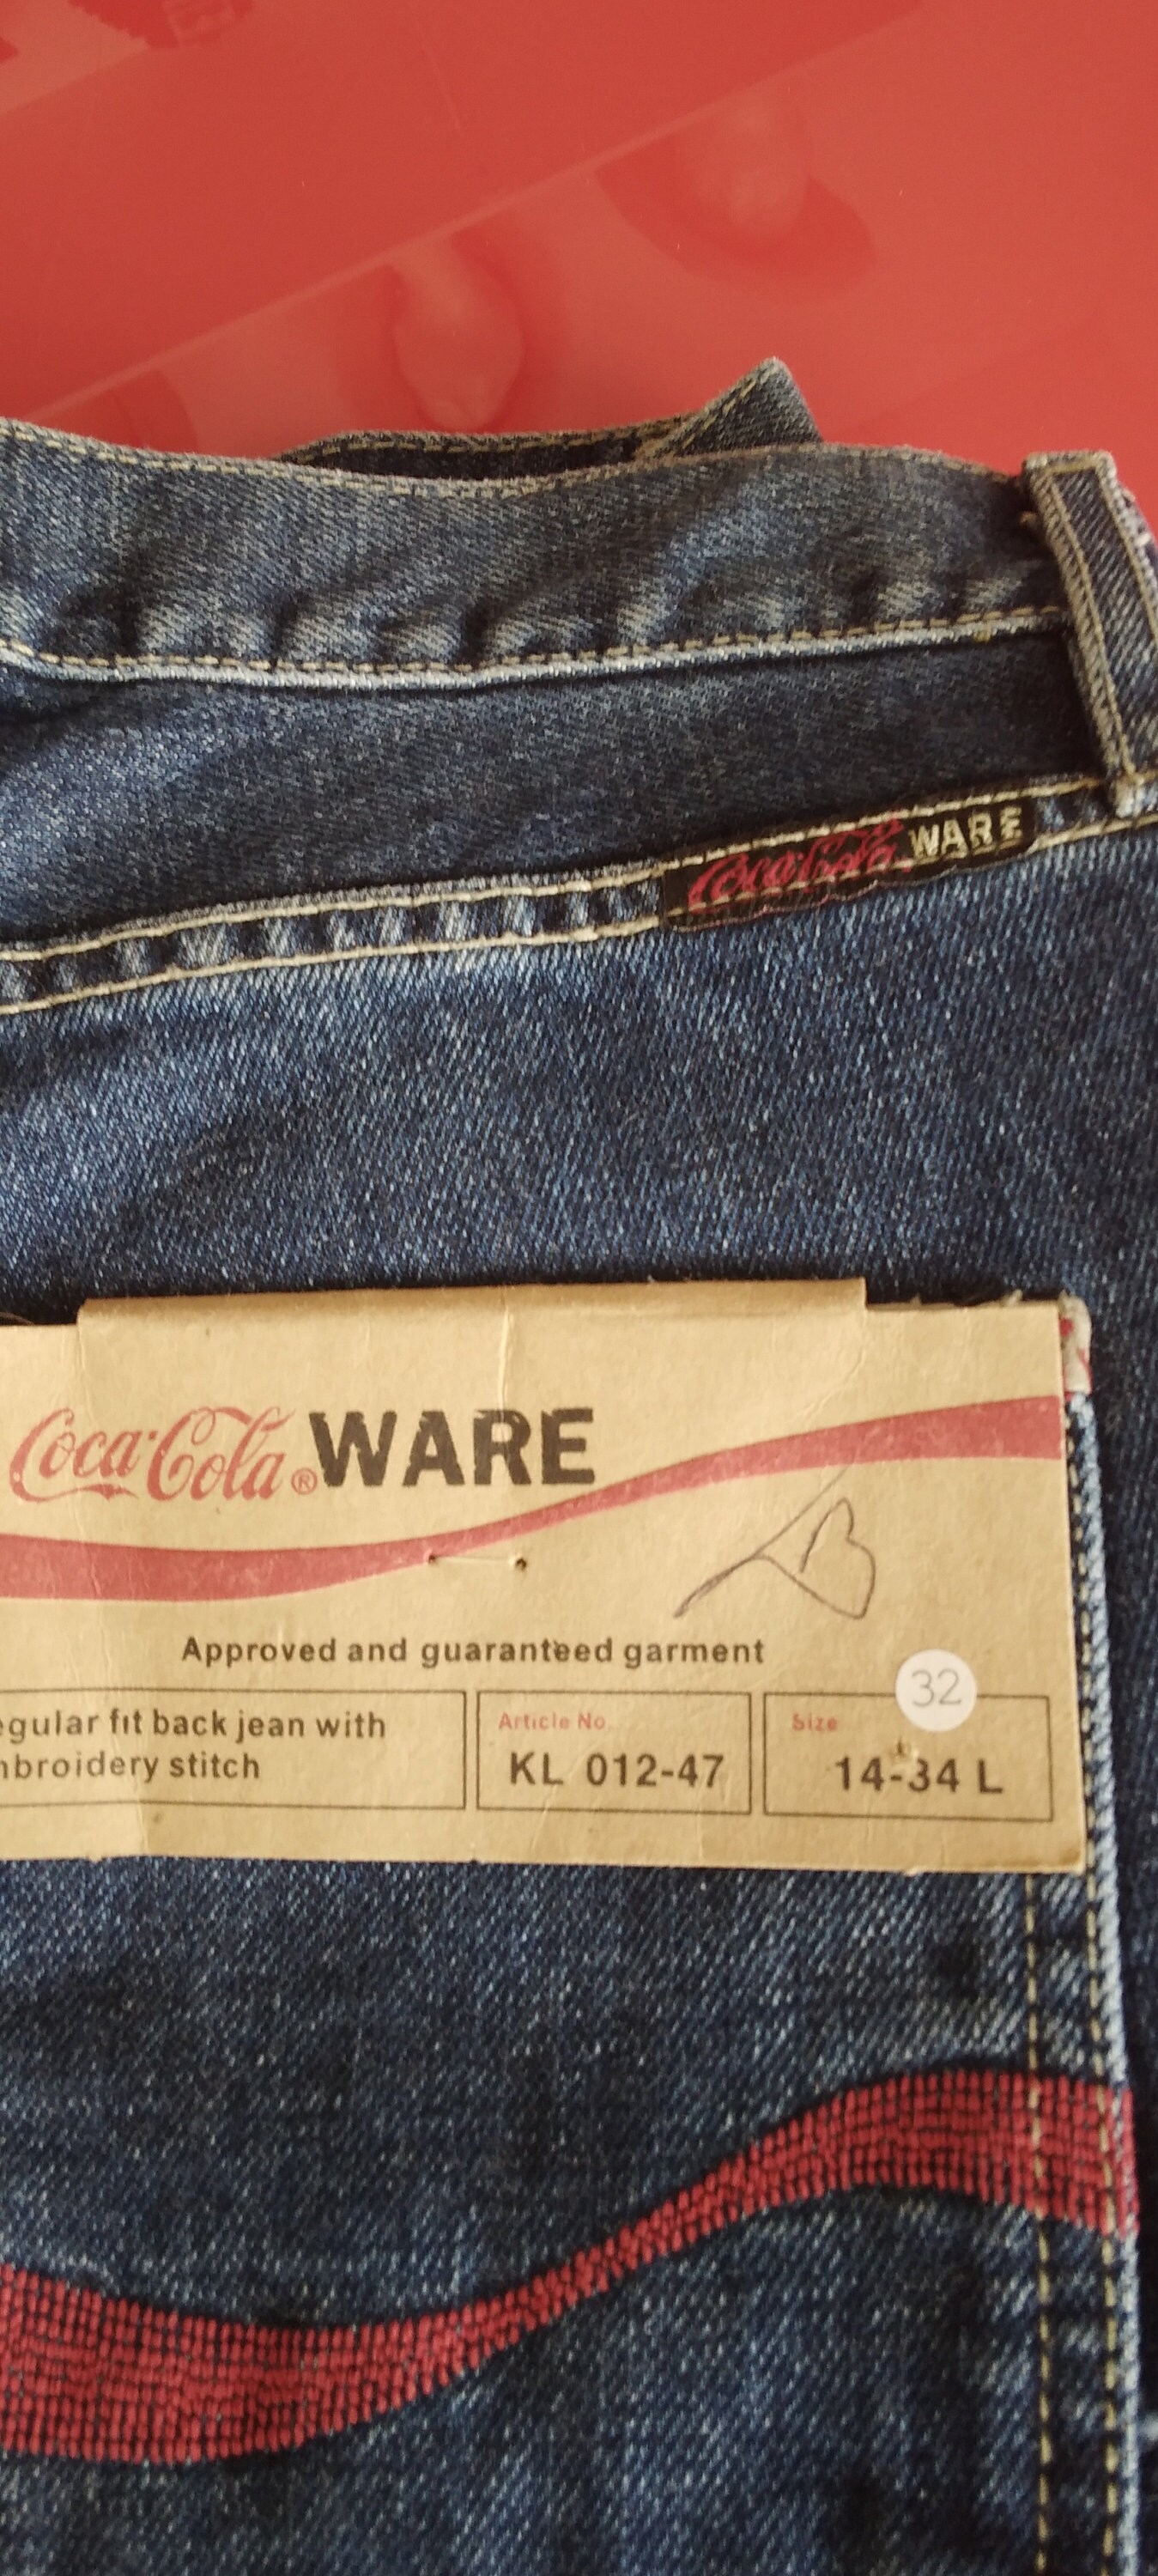 Coca-Cola WARE
Coca-Cola®WARE
Approved and guaranteed garment
egular fit back jean with
mbroidery stitch
Article No.
KL 012-47
32
Size
14-34 L